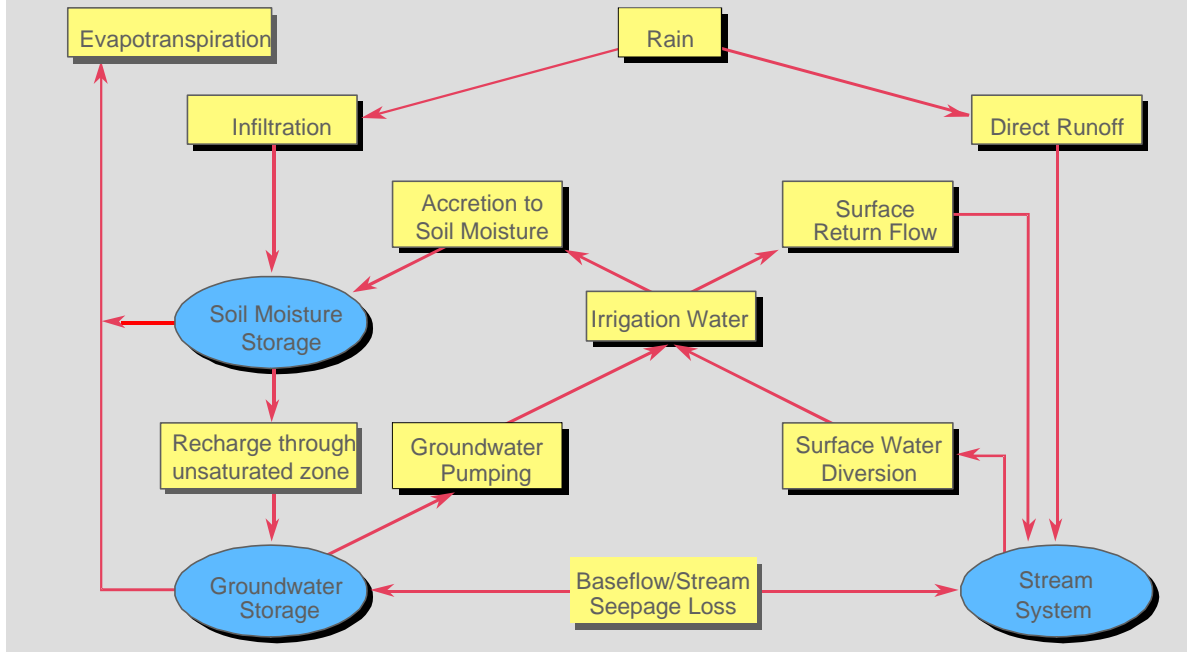 Evapotranspiration
Rain
Infiltration
Direct Runoff
Accretion to
Soil Moisture
Surface
Return Flow
Soil Moisture
Storage
Irrigation Water
Recharge through
unsaturated zone
Groundwater
Pumping
Surface Water
Diversion
Groundwater
Storage
Baseflow/Stream
Seepage Loss
Stream
System